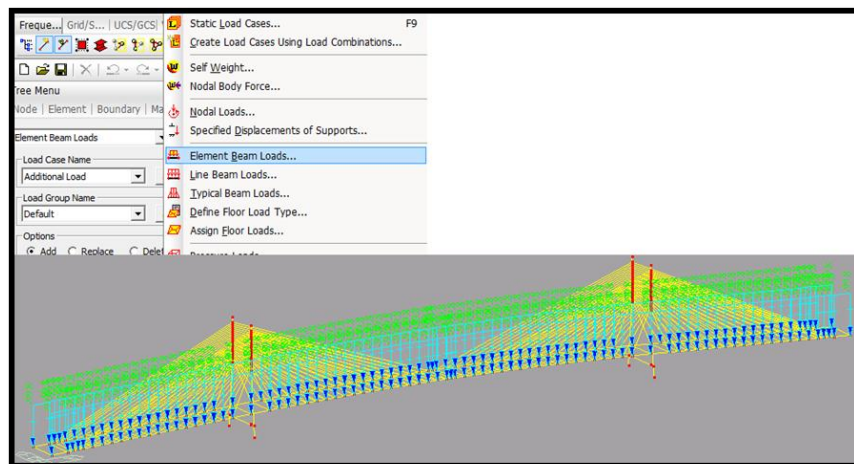 Freque... Grid/S... UCS/GCS
Tree Menu
Node Element Boundary Ma
Element Beam Loads
Load Case Name
Additional Load
Load Group Name
Default
Options
Add Replace Delet
Static Load Cases... F9
Create Load Cases Using Load Combinations...
Self Weight...
Nodal Body Force...
Nodal Loads...
Specified Displacements of Supports...
Element Beam Loads...
Line Beam Loads...
Typical Beam Loads...
Define Floor Load Type...
Assign Floor Loads...